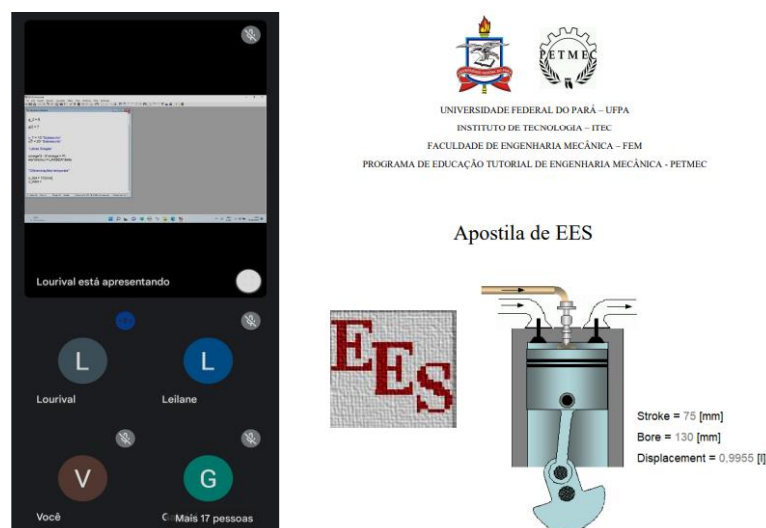 Lourival está apresentando
L
L
Lourival
Leilane
V
G
Você
Mais 17 pessoas
PETMEC
UNIVERSIDADE FEDERAL DO PARÁ – UFPA
INSTITUTO DE TECNOLOGIA – ITEC
FACULDADE DE ENGENHARIA MECÂNICA – FEM
PROGRAMA DE EDUCAÇÃO TUTORIAL DE ENGENHARIA MECÂNICA - PETMEC
Apostila de EES
EES
Stroke = 75 [mm]
Bore = 130 [mm]
Displacement = 0,9955 [l]